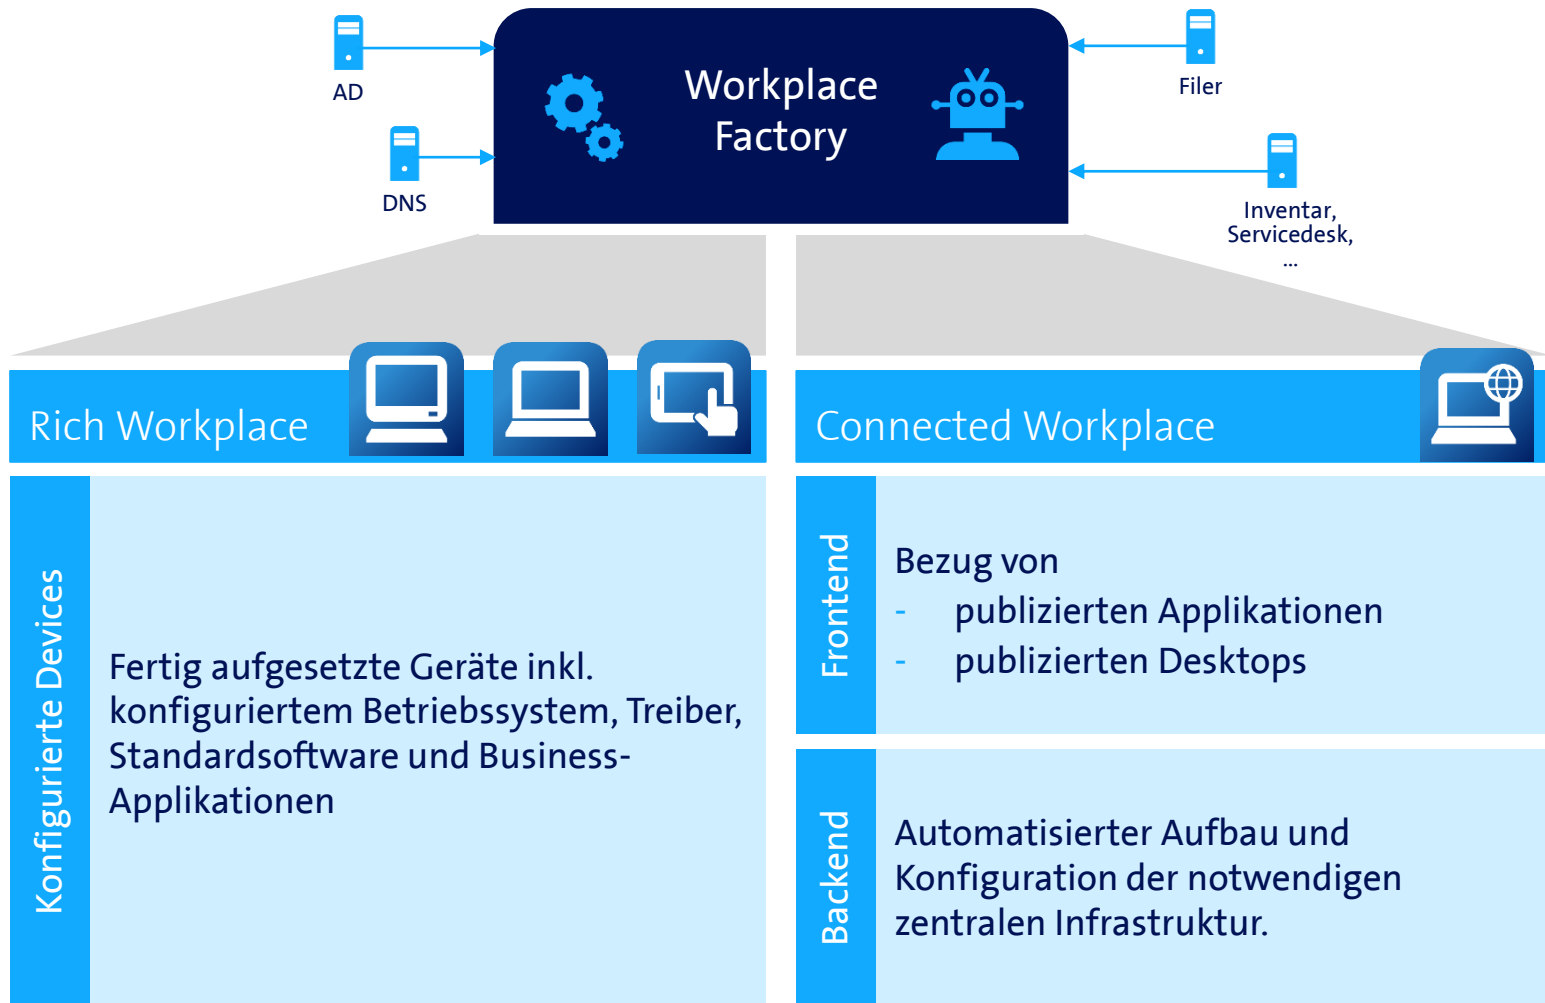 AD
DNS
Workplace
Factory
Filer
Inventar,
Servicedesk,
...
Rich Workplace
Konfigurierte Devices
Fertig aufgesetzte Geräte inkl.
konfiguriertem Betriebssystem, Treiber,
Standardsoftware und Business-
Applikationen
Connected Workplace
Frontend
Bezug von
- publizierten Applikationen
- publizierten Desktops
Backend
Automatisierter Aufbau und
Konfiguration der notwendigen
zentralen Infrastruktur.